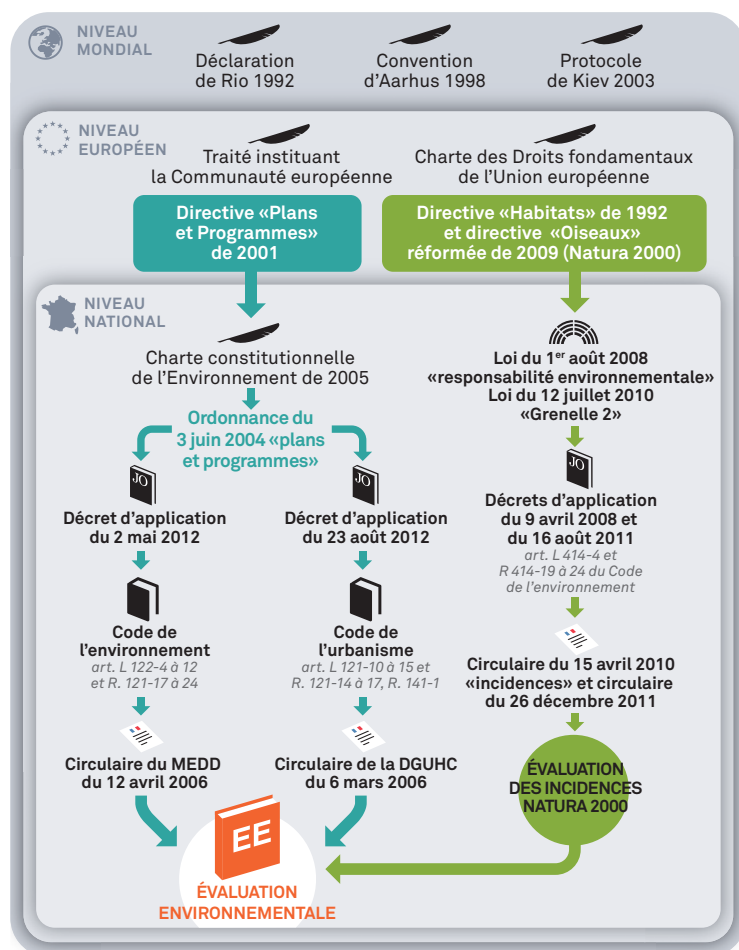 NIVEAU
MONDIAL
Déclaration
de Rio 1992
Convention
d'Aarhus 1998
Protocole
de Kiev 2003
NIVEAU
EUROPÉEN
Traité instituant
la Communauté européenne
Charte des Droits fondamentaux
de l'Union européenne
Directive «Plans
et Programmes»
de 2001
Directive «Habitats» de 1992
et directive «Oiseaux»
réformée de 2009 (Natura 2000)
NIVEAU
NATIONAL
Charte constitutionnelle
de l'Environnement de 2005
Ordonnance du
3 juin 2004 «plans
et programmes»
JO
Décret d'application
du 2 mai 2012
JO
Décret d'application
du 23 août 2012
Code de
l'environnement
art. L 122-4 à 12
et R. 121-17 à 24
Code de
l'urbanisme
art. L 121-10 à 15 et
R. 121-14 à 17, R. 141-1
Circulaire du MEDD
du 12 avril 2006
Circulaire de la DGUHC
du 6 mars 2006
Loi du 1er août 2008
«responsabilité environnementale»
Loi du 12 juillet 2010
«Grenelle 2»
JO
Décrets d'application
du 9 avril 2008 et
du 16 août 2011
art. L 414-4 et
R 414-19 à 24 du Code
de l'environnement
Circulaire du 15 avril 2010
«incidences» et circulaire
du 26 décembre 2011
ÉVALUATION
DES INCIDENCES
NATURA 2000
EE
ÉVALUATION
ENVIRONNEMENTALE